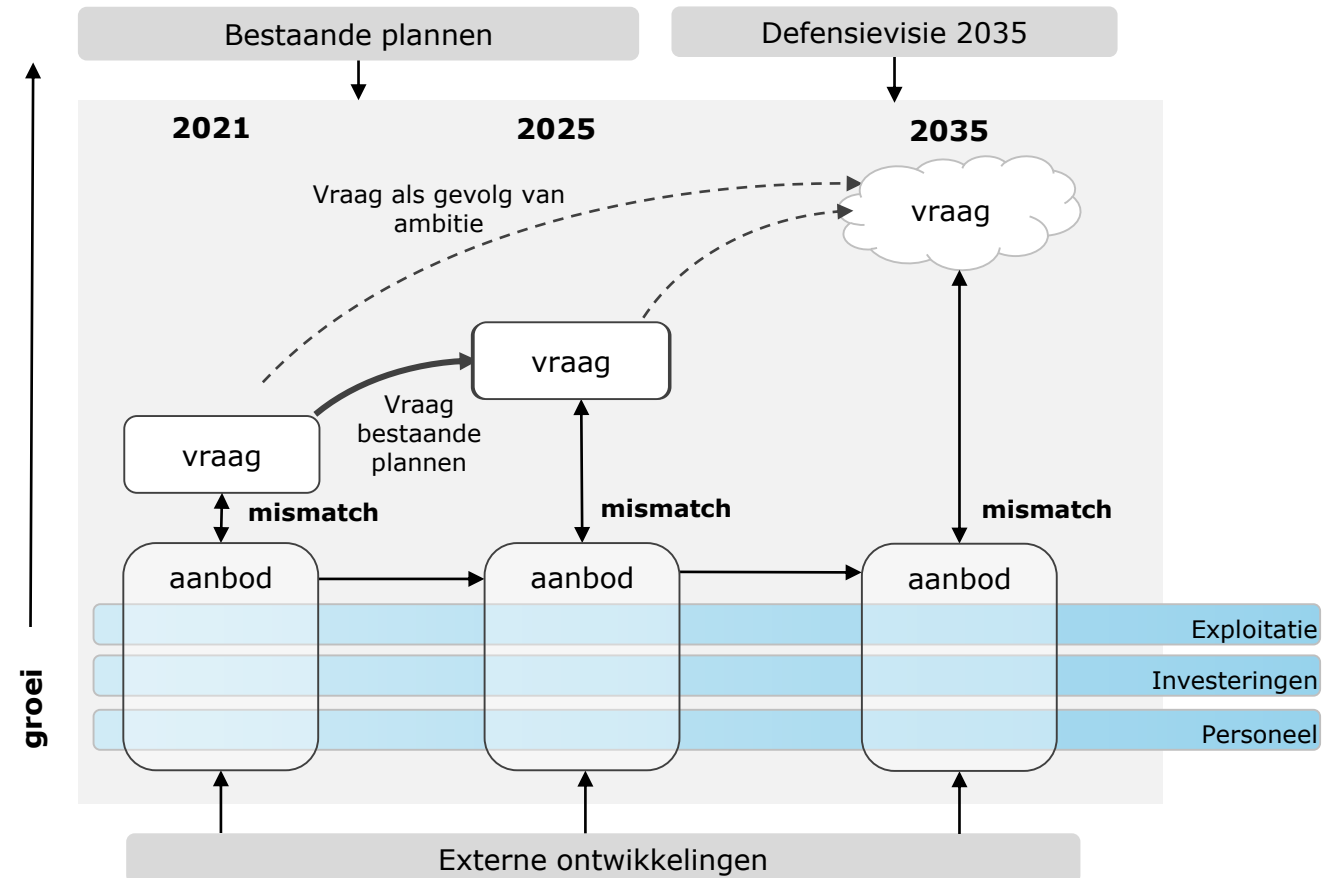 Bestaande plannen
Defensievisie 2035
2021
2025
2035
Vraag als gevolg van
ambitie
vraag
vraag
Vraag
bestaande
plannen
vraag
mismatch
mismatch
mismatch
aanbod
aanbod
aanbod
Exploitatie
Investeringen
Personeel
groei
Externe ontwikkelingen